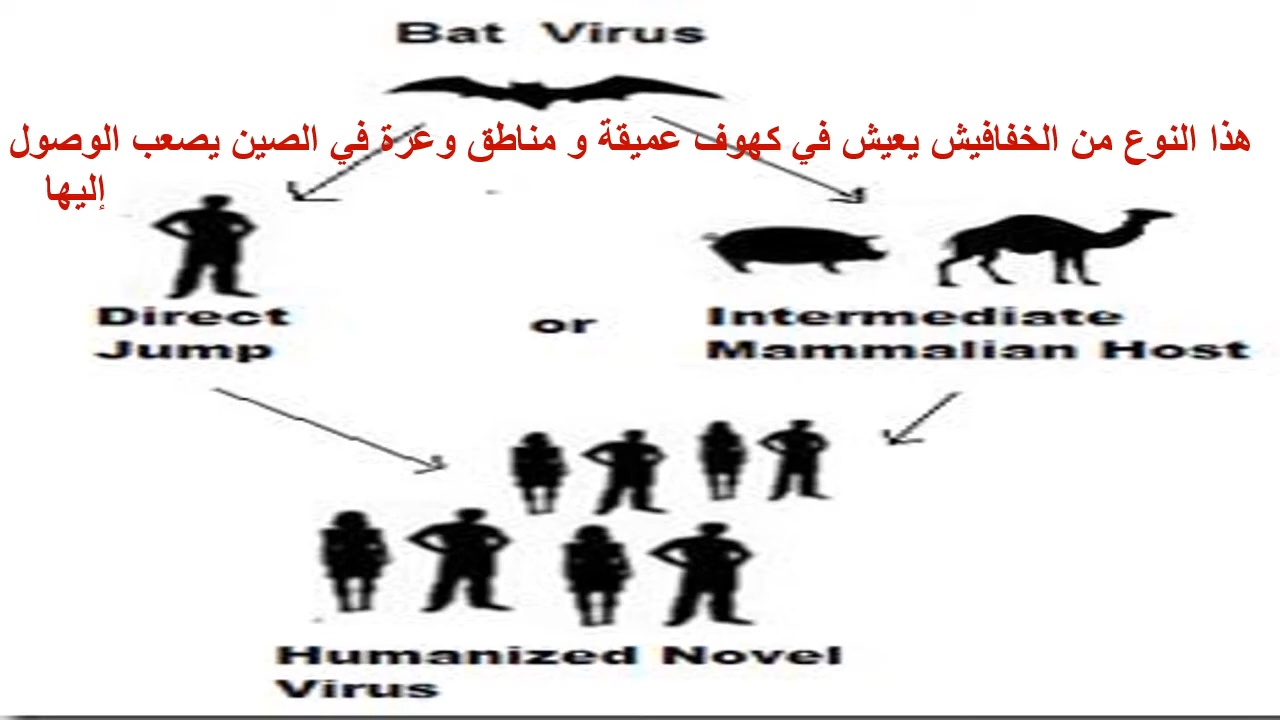 Bat Virus
هذا النوع من الخفافيش يعيش في كهوف عميقة و مناطق وعرة في الصين يصعب الوصول
إليها
Direct
Jump
or
Intermediate
Mammalian Host
Humanized Novel
Virus